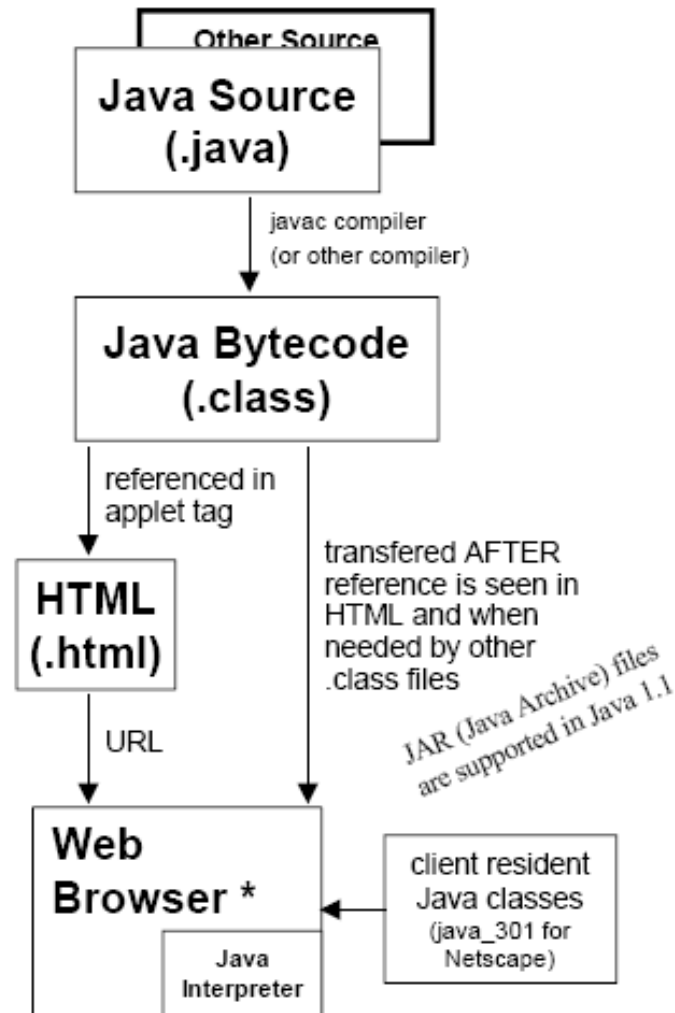 Other Source
Java Source
(.java)
javac compiler
(or other compiler)
Java Bytecode
(.class)
referenced in
applet tag
transfered AFTER
reference is seen in
HTML and when
needed by other
.class files
HTML
(.html)
JAR (Java Archive) files
are supported in Java 1.1
URL
Web
Browser *
Java
Interpreter
client resident
Java classes
(java_301 for
Netscape)